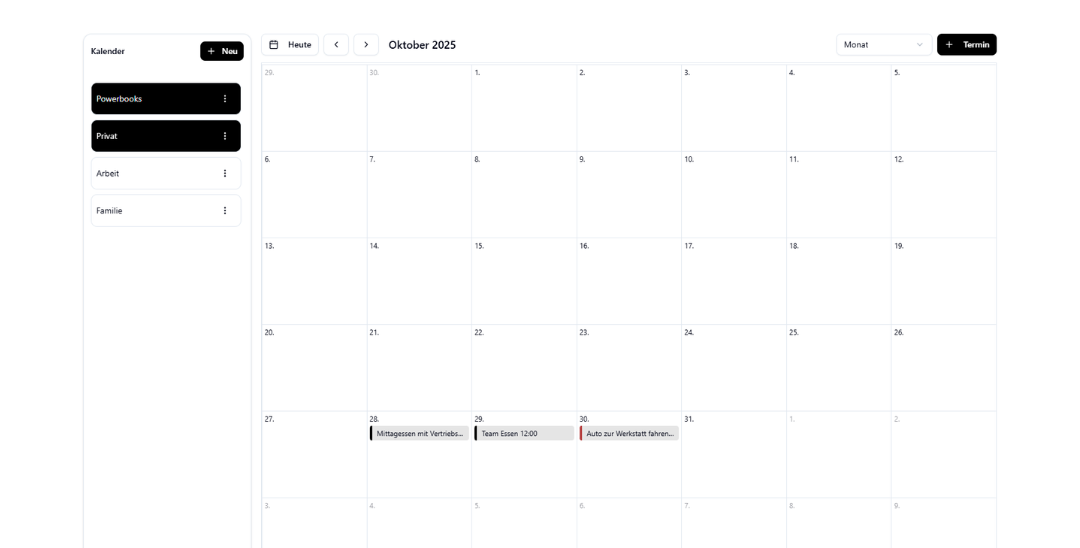 Kalender
Neu
Powerbooks
Privat
Arbeit
Familie
Heute
Oktober 2025
Monat
Termin
29. 30. 1. 2. 3. 4. 5.
6. 7. 8. 9. 10. 11. 12.
13. 14. 15. 16. 17. 18. 19.
20. 21. 22. 23. 24. 25. 26.
27. 28. 29. 30. 31. 1. 2.
Mittagessen mit Vertriebs... Team Essen 12:00 Auto zur Werkstatt fahren...
3. 4. 5. 6. 7. 8. 9.